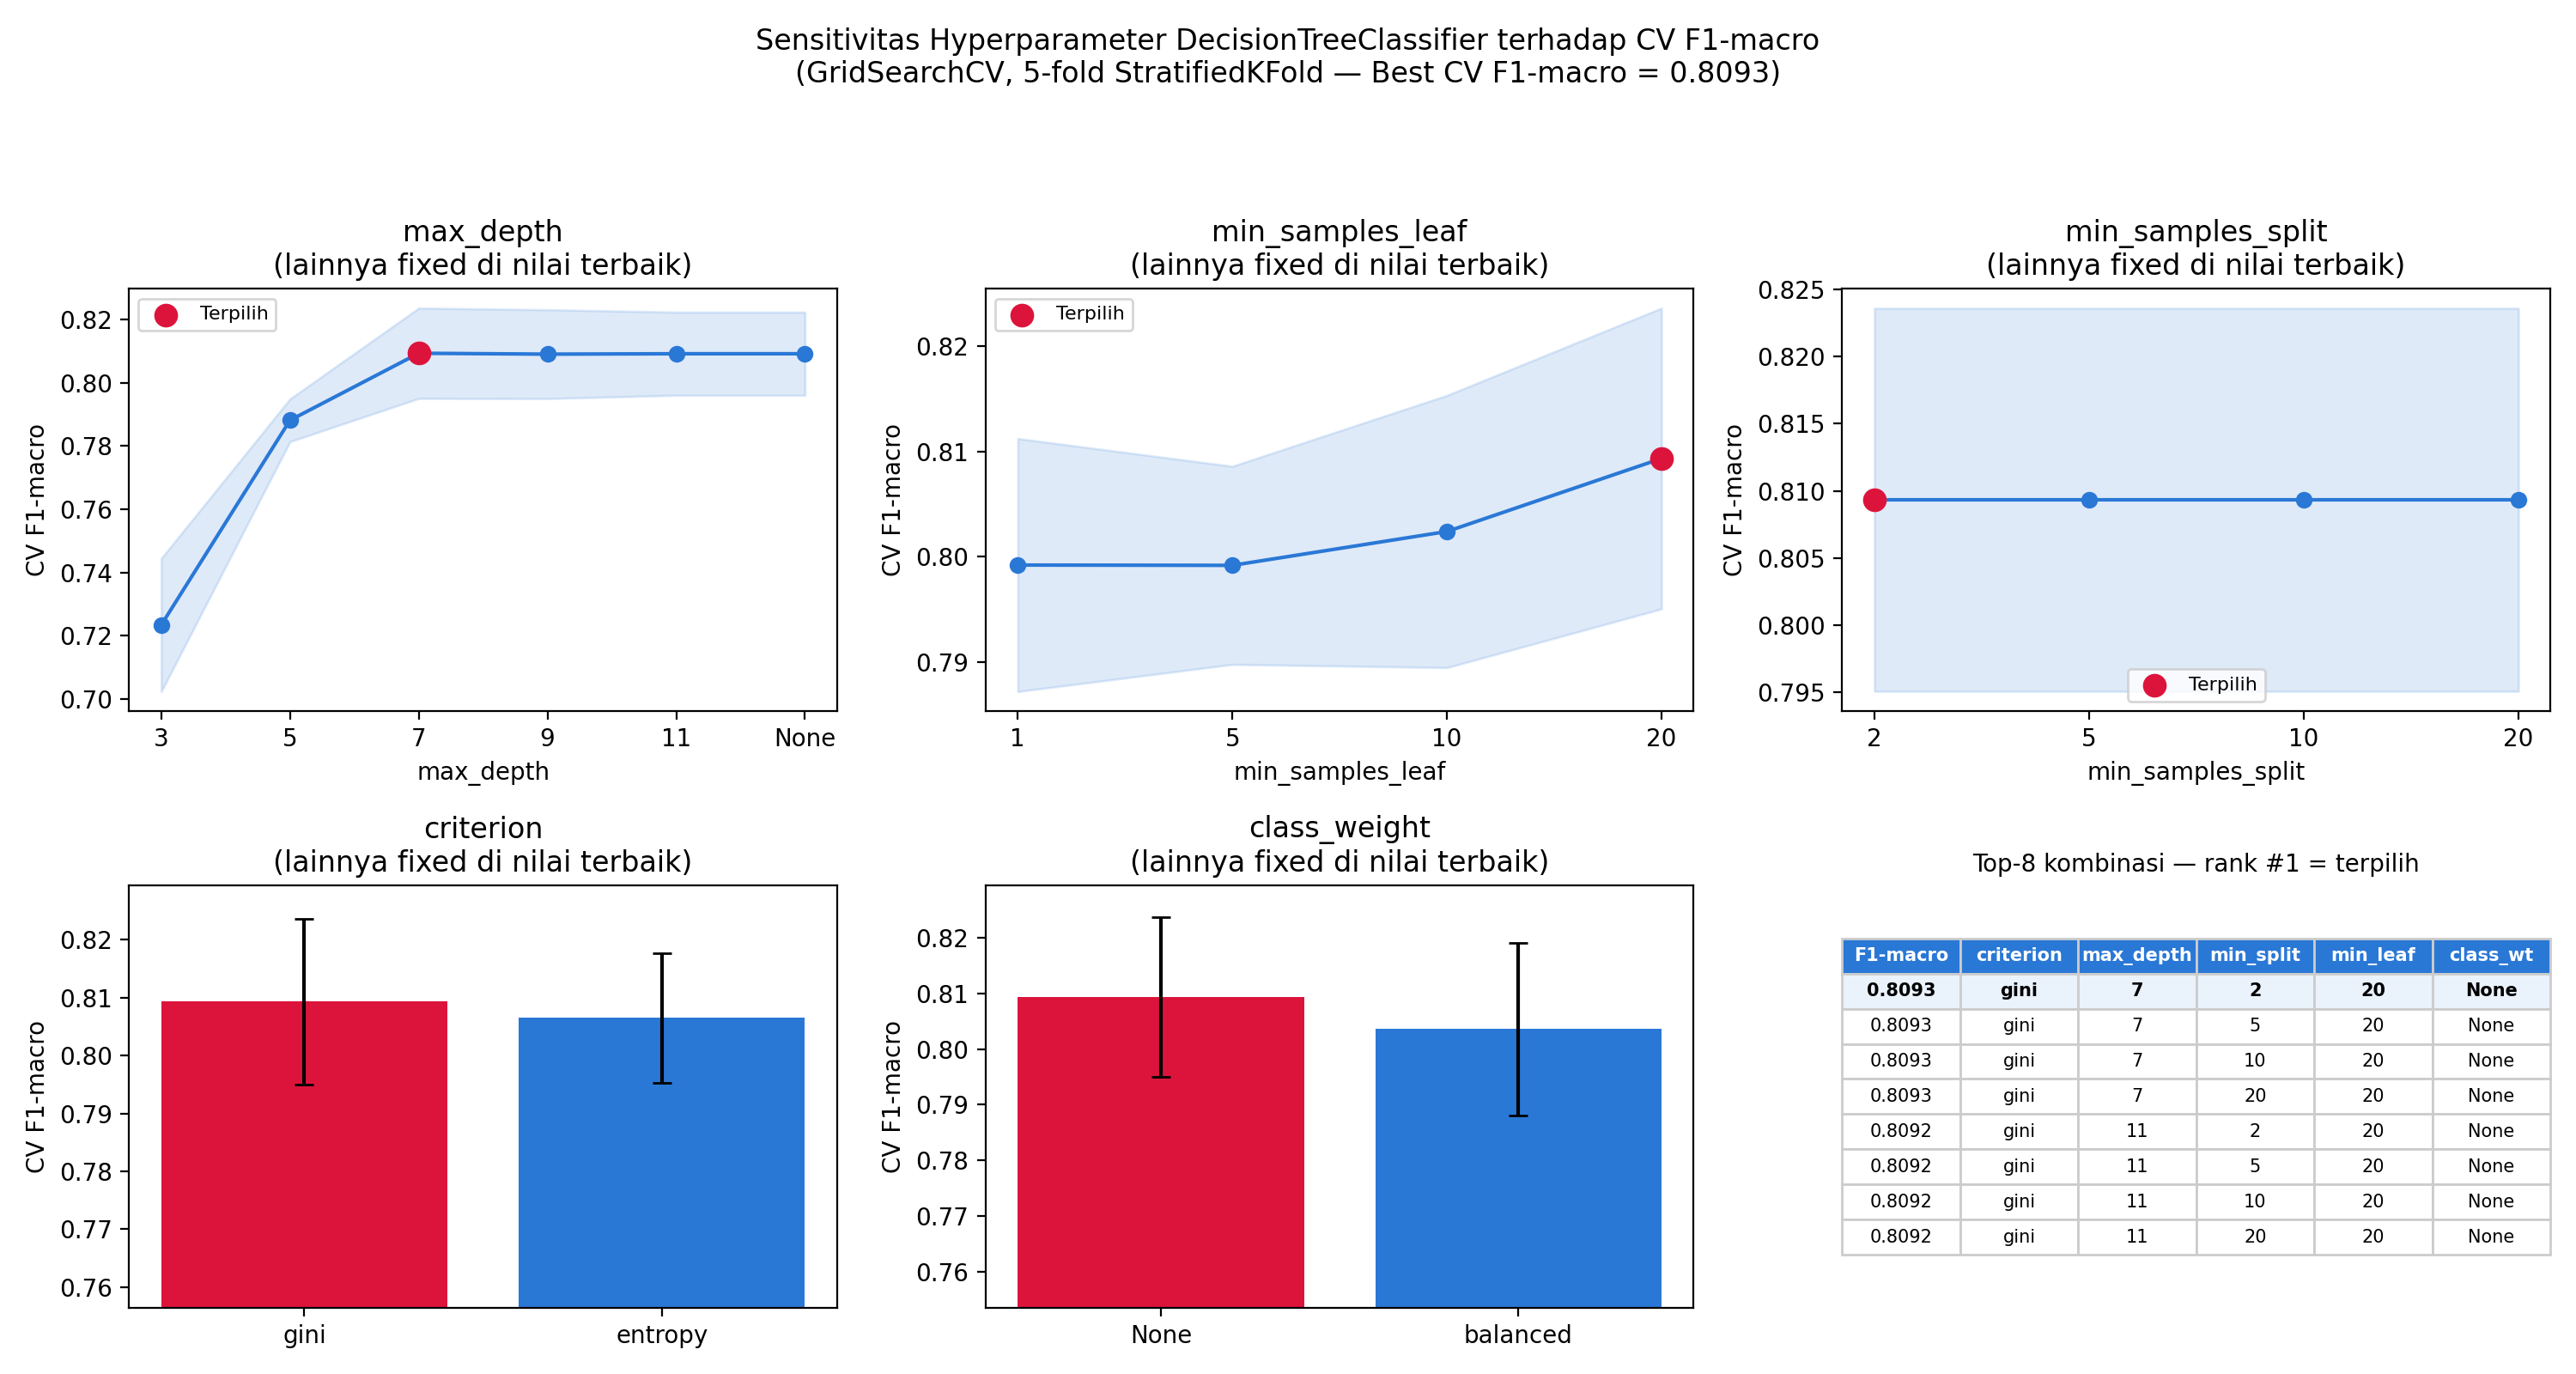 Sensitivitas Hyperparameter DecisionTreeClassifier terhadap CV F1-macro
(GridSearchCV, 5-fold StratifiedKFold — Best CV F1-macro = 0.8093)
max_depth
(lainnya fixed di nilai terbaik)
Terpilih
0.82
0.80
0.78
0.76
0.74
0.72
0.70
CV F1-macro
3 5 7 9 11 None
max_depth
min_samples_leaf
(lainnya fixed di nilai terbaik)
Terpilih
0.82
0.81
0.80
0.79
CV F1-macro
1 5 10 20
min_samples_leaf
min_samples_split
(lainnya fixed di nilai terbaik)
0.825
0.820
0.815
0.810
0.805
0.800
0.795
CV F1-macro
Terpilih
2 5 10 20
min_samples_split
criterion
(lainnya fixed di nilai terbaik)
0.82
0.81
0.80
0.79
0.78
0.77
0.76
CV F1-macro
gini entropy
class_weight
(lainnya fixed di nilai terbaik)
0.82
0.81
0.80
0.79
0.78
0.77
0.76
CV F1-macro
None balanced
Top-8 kombinasi — rank #1 = terpilih
F1-macro criterion max_depth min_split min_leaf class_wt
0.8093 gini 7 2 20 None
0.8093 gini 7 5 20 None
0.8093 gini 7 10 20 None
0.8093 gini 7 20 20 None
0.8092 gini 11 2 20 None
0.8092 gini 11 5 20 None
0.8092 gini 11 10 20 None
0.8092 gini 11 20 20 None